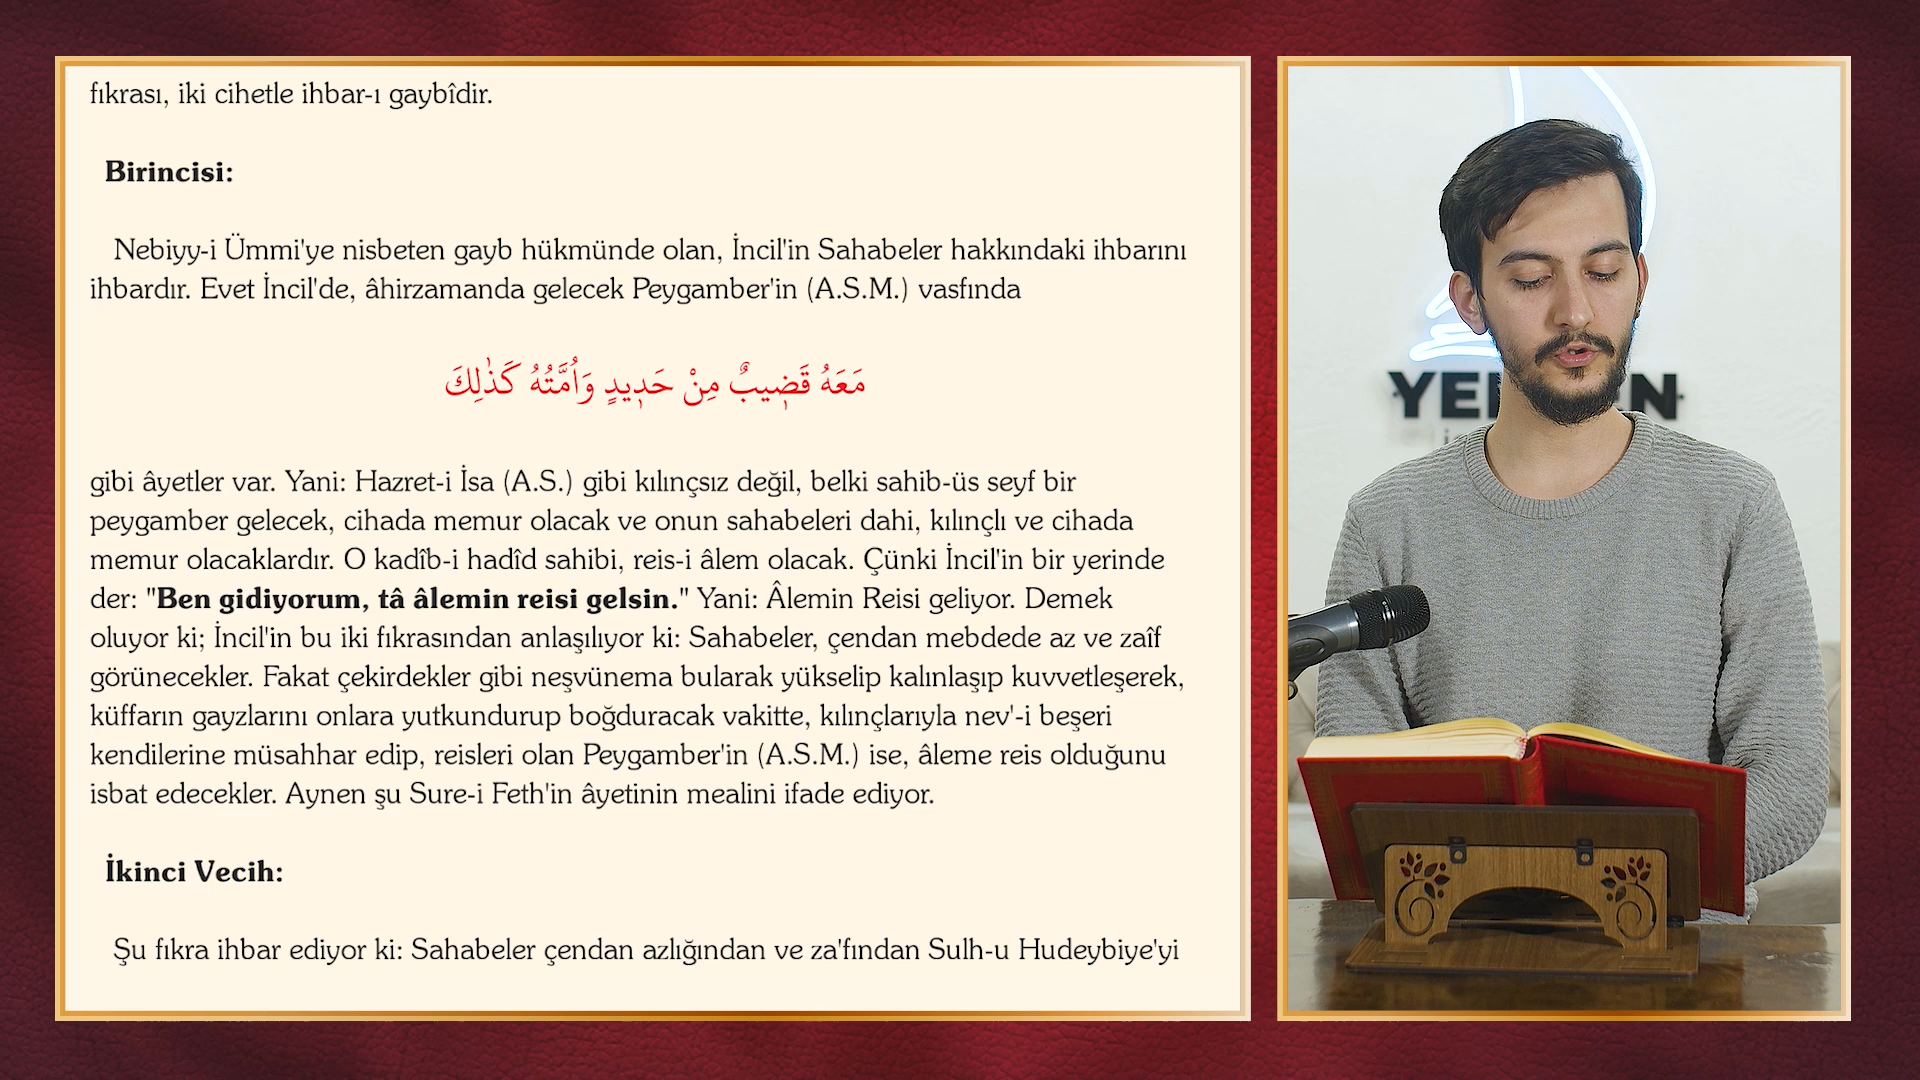 fıkrası, iki cihetle ihbar-ı gaybîdir.
Birincisi:
Nebiyy-i Ümmi'ye nisbeten gayb hükmünde olan, İncil'in Sahabeler hakkındaki ihbarını
ihbardır. Evet İncil'de, âhirzamanda gelecek Peygamber'in (A.S.M.) vasfında
مَعَهُ قَضٖيبٌ مِنْ حَدٖيدٍ وَاُمَّتُهُ كَذٰلِكَ
gibi âyetler var. Yani: Hazret-i İsa (A.S.) gibi kılınçsız değil, belki sahib-üs seyf bir
peygamber gelecek, cihada memur olacak ve onun sahabeleri dahi, kılınçlı ve cihada
memur olacaklardır. O kadîb-i hadîd sahibi, reis-i âlem olacak. Çünki İncil'in bir yerinde
der: "Ben gidiyorum, tâ âlemin reisi gelsin." Yani: Âlemin Reisi geliyor. Demek
oluyor ki; İncil'in bu iki fıkrasından anlaşılıyor ki: Sahabeler, çendan mebdede az ve zaîf
görünecekler. Fakat çekirdekler gibi neşvünema bularak yükselip kalınlaşıp kuvvetleşerek,
küffarın gayzlarını onlara yutkundurup boğduracak vakitte, kılınçlarıyla nev'-i beşeri
kendilerine müsahhar edip, reisleri olan Peygamber'in (A.S.M.) ise, âleme reis olduğunu
isbat edecekler. Aynen şu Sure-i Feth'in âyetinin mealini ifade ediyor.
İkinci Vecih:
Şu fıkra ihbar ediyor ki: Sahabeler çendan azlığından ve za'fından Sulh-u Hudeybiye'yi